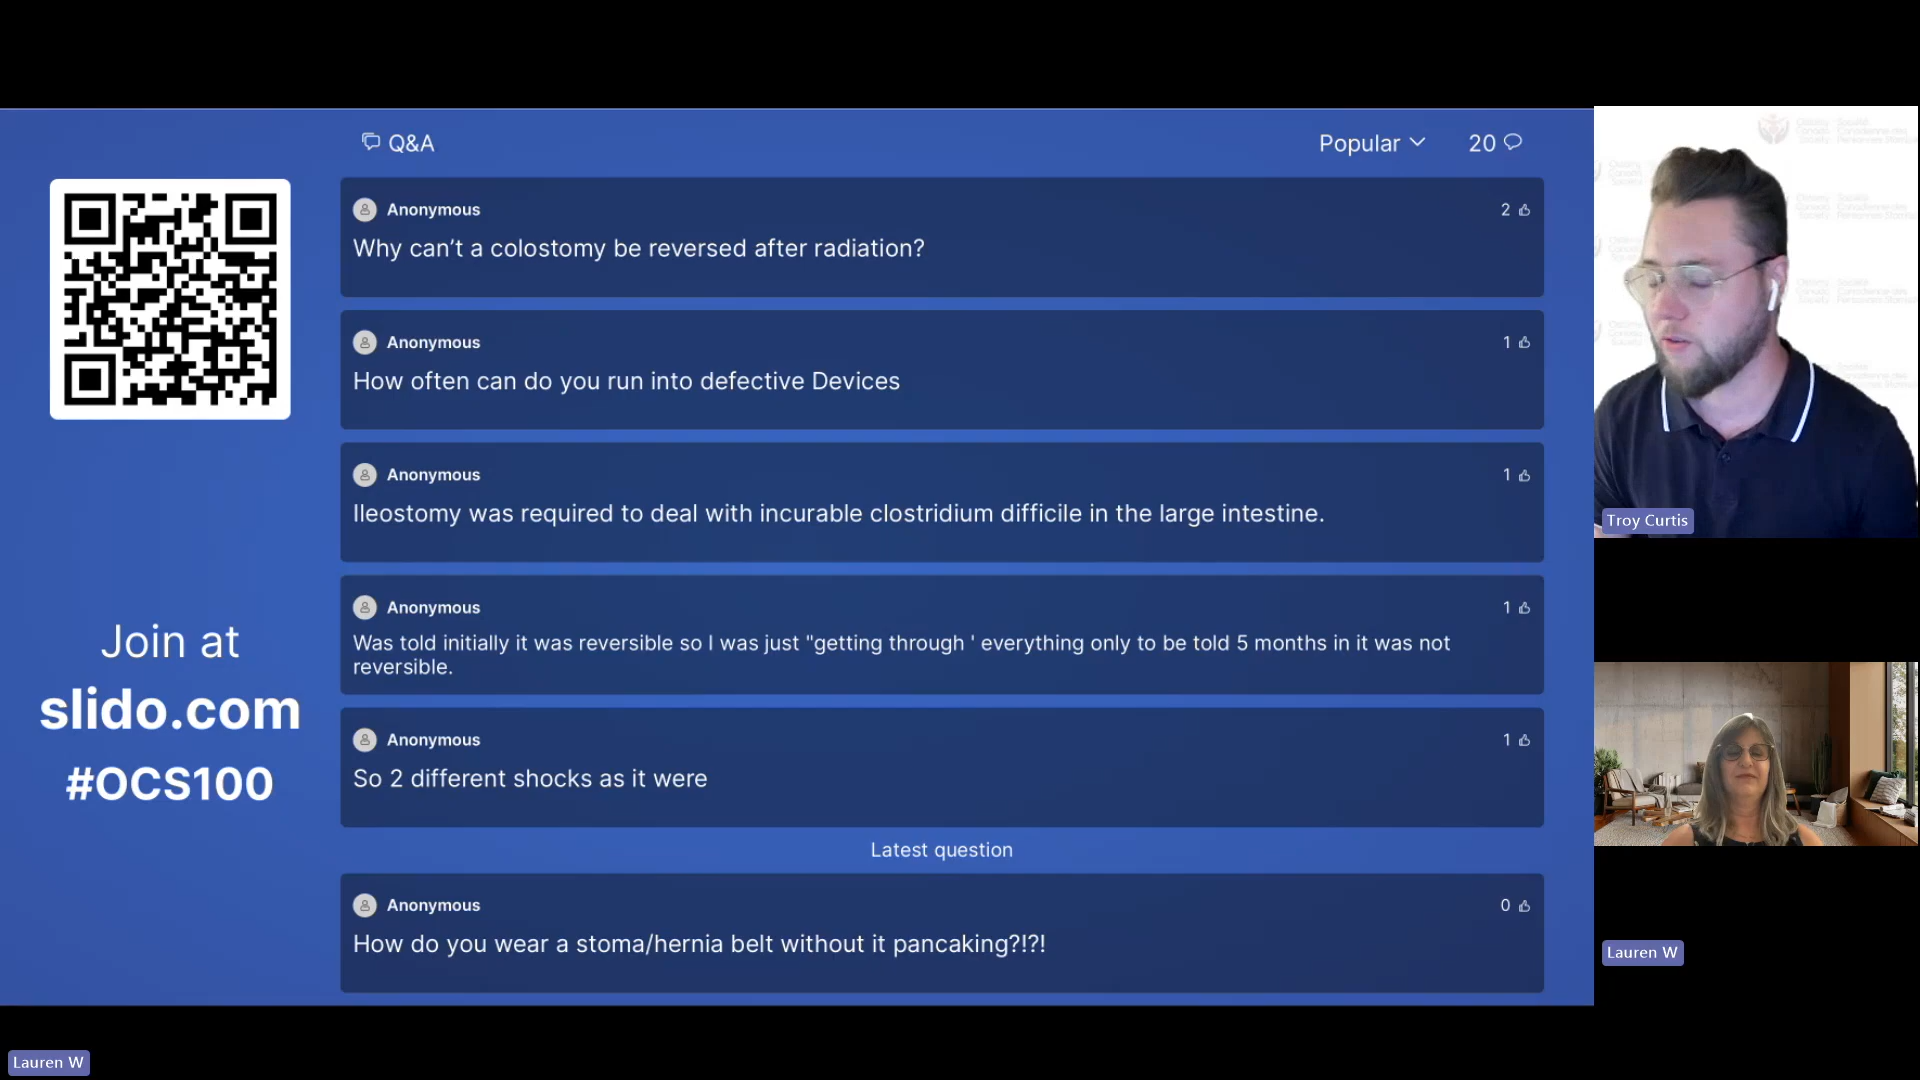 Q&A
Popular
20
Anonymous
2
Why can’t a colostomy be reversed after radiation?
Anonymous
1
How often can do you run into defective Devices
Anonymous
1
Ileostomy was required to deal with incurable clostridium difficile in the large intestine.
Anonymous
1
Was told initially it was reversible so I was just "getting through ' everything only to be told 5 months in it was not
reversible.
Anonymous
1
So 2 different shocks as it were
Latest question
Anonymous
0
How do you wear a stoma/hernia belt without it pancaking?!?!
Join at
slido.com
#OCS100
Troy Curtis
Lauren W
Lauren W